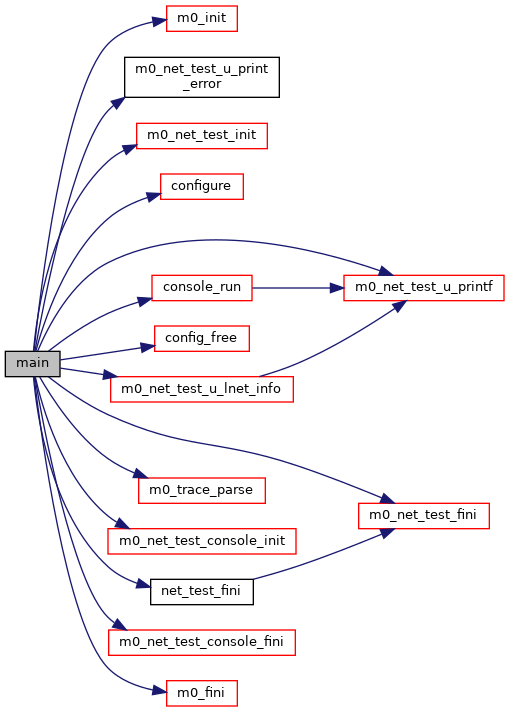 m0_init
m0_net_test_u_print
_error
m0_net_test_init
configure
console_run
m0_net_test_u_printf
config_free
main
m0_net_test_u_lnet_info
m0_trace_parse
m0_net_test_fini
m0_net_test_console_init
net_test_fini
m0_net_test_console_fini
m0_fini